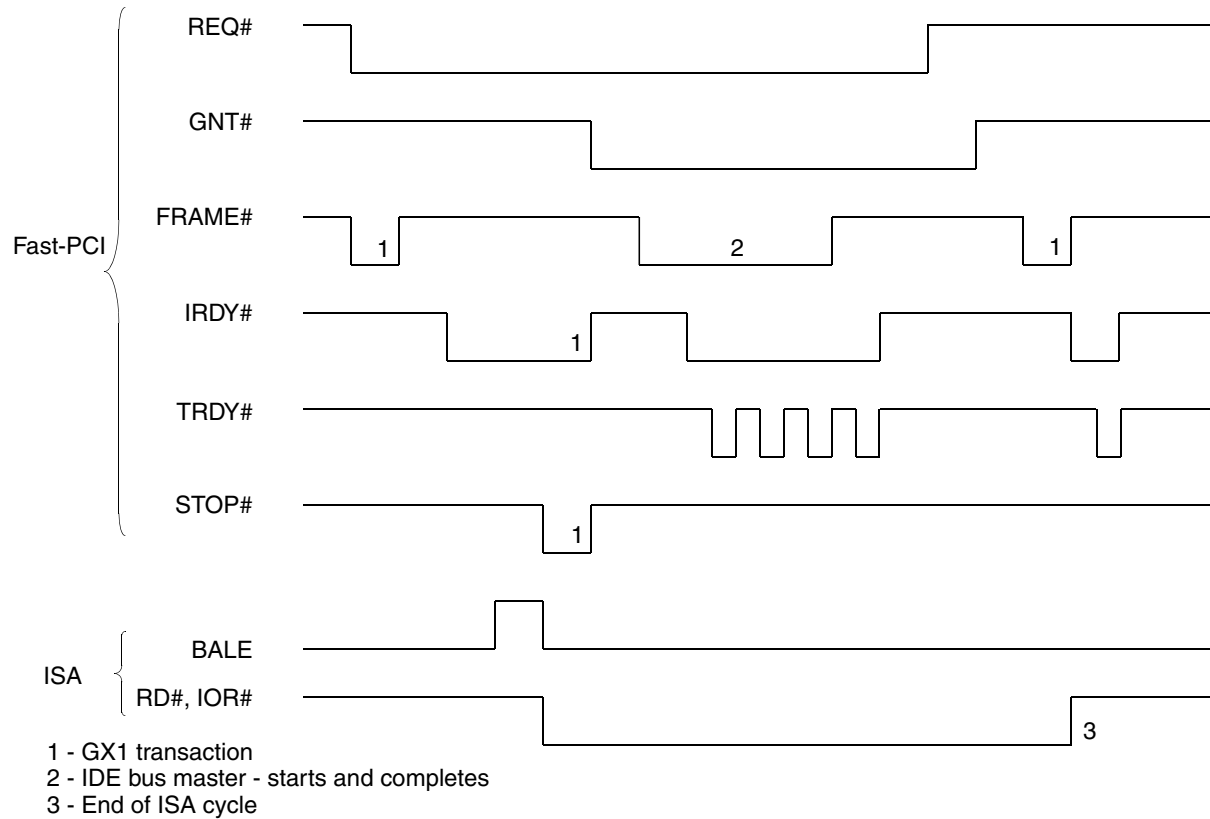 REQ#
GNT#
FRAME#
1
2
1
Fast-PCI
IRDY#
1
TRDY#
STOP#
1
BALE
ISA
RD#, IOR#
3
1 - GX1 transaction
2 - IDE bus master - starts and completes
3 - End of ISA cycle